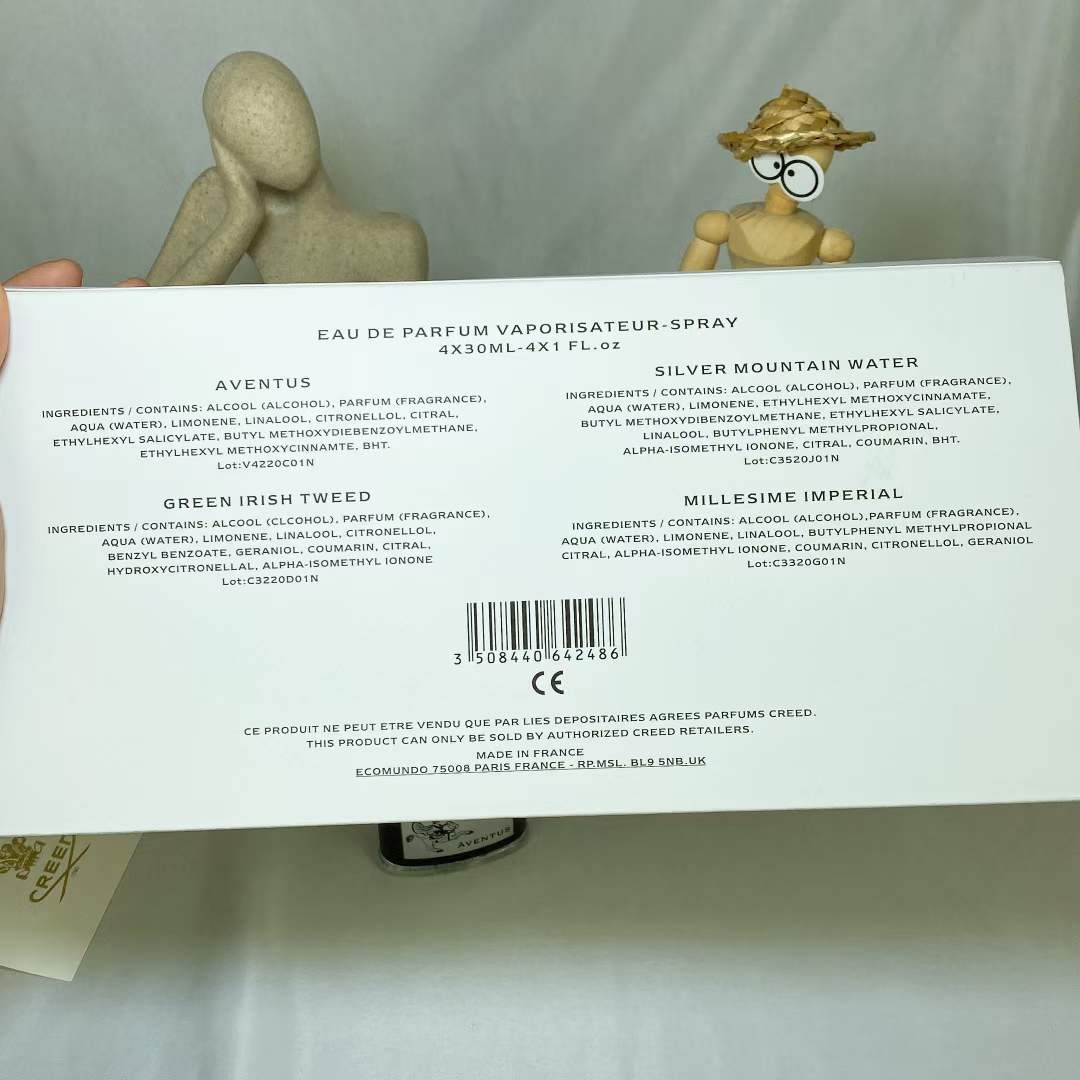 EAU DE PARFUM VAPORISATEUR-SPRAY
4X30ML-4X1 FL.oz
AVENTUS
INGREDIENTS / CONTAINS: ALCOOL (ALCOHOL), PARFUM (FRAGRANCE),
AQUA (WATER), LIMONENE, LINALOOL, CITRONELLOL, CITRAL,
ETHYLHEXYL SALICYLATE, BUTYL METHOXYDIEBENZOYLMETHANE,
ETHYLHEXYL METHOXYCINNAMTE, BHT.
Lot:V4220C01N
SILVER MOUNTAIN WATER
INGREDIENTS / CONTAINS: ALCOOL (ALCOHOL), PARFUM (FRAGRANCE),
AQUA (WATER), LIMONENE, ETHYLHEXYL METHOXYCINNAMATE,
BUTYL METHOXYDIBENZOYLMETHANE, ETHYLHEXYL SALICYLATE,
LINALOOL, BUTYLPHENYL METHYLPROPIONAL,
ALPHA-ISOMETHYL IONONE, CITRAL, COUMARIN, BHT.
Lot:C3520J01N
GREEN IRISH TWEED
INGREDIENTS / CONTAINS: ALCOOL (CLCOHOL), PARFUM (FRAGRANCE),
AQUA (WATER), LIMONENE, LINALOOL, CITRONELLOL,
BENZYL BENZOATE, GERANIOL, COUMARIN, CITRAL,
HYDROXYCITRONELLAL, ALPHA-ISOMETHYL IONONE
Lot:C3220D01N
MILLESIME IMPERIAL
INGREDIENTS / CONTAINS: ALCOOL (ALCOHOL),PARFUM (FRAGRANCE),
AQUA (WATER), LIMONENE, LINALOOL, BUTYLPHENYL METHYLPROPIONAL
CITRAL, ALPHA-ISOMETHYL IONONE, COUMARIN, CITRONELLOL, GERANIOL
Lot:C3320G01N
3 508440 642486
CE
CE PRODUIT NE PEUT ETRE VENDU QUE PAR LIES DEPOSITAIRES AGREES PARFUMS CREED.
THIS PRODUCT CAN ONLY BE SOLD BY AUTHORIZED CREED RETAILERS.
MADE IN FRANCE
ECOMUNDO 75008 PARIS FRANCE - RP.MSL. BL9 5NB.UK
AVENTUS
CREED